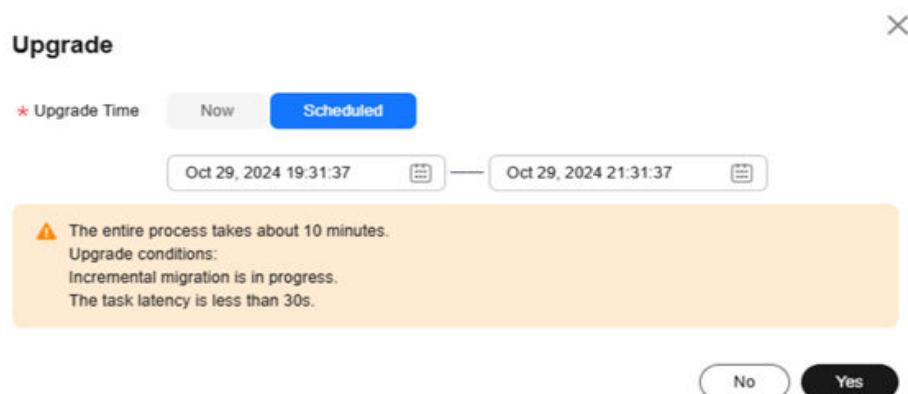 Upgrade
* Upgrade Time Now Scheduled
Oct 29, 2024 19:31:37 — Oct 29, 2024 21:31:37
The entire process takes about 10 minutes.
Upgrade conditions:
Incremental migration is in progress.
The task latency is less than 30s.
No Yes